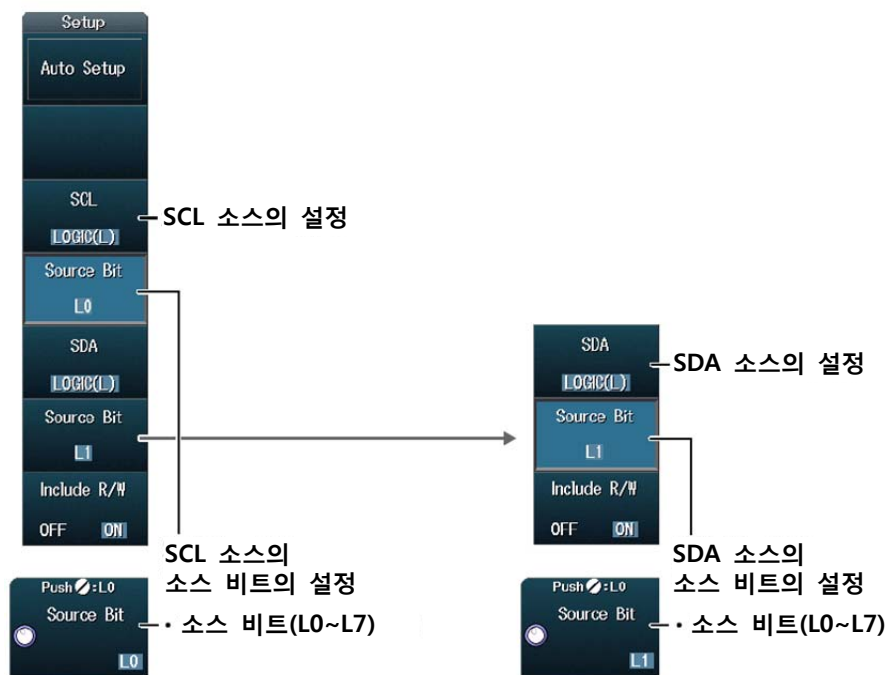 Setup
Auto Setup
SCL
LOGIC(L)
SCL 소스의 설정
Source Bit
L0
SDA
LOGIC(L)
Source Bit
L1
Include R/W
OFF ON
SCL 소스의
소스 비트의 설정
Push :L0
Source Bit
• 소스 비트(L0~L7)
L0
SDA
LOGIC(L)
SDA 소스의 설정
Source Bit
L1
Include R/W
OFF ON
SDA 소스의
소스 비트의 설정
Push :L0
Source Bit
• 소스 비트(L0~L7)
L1